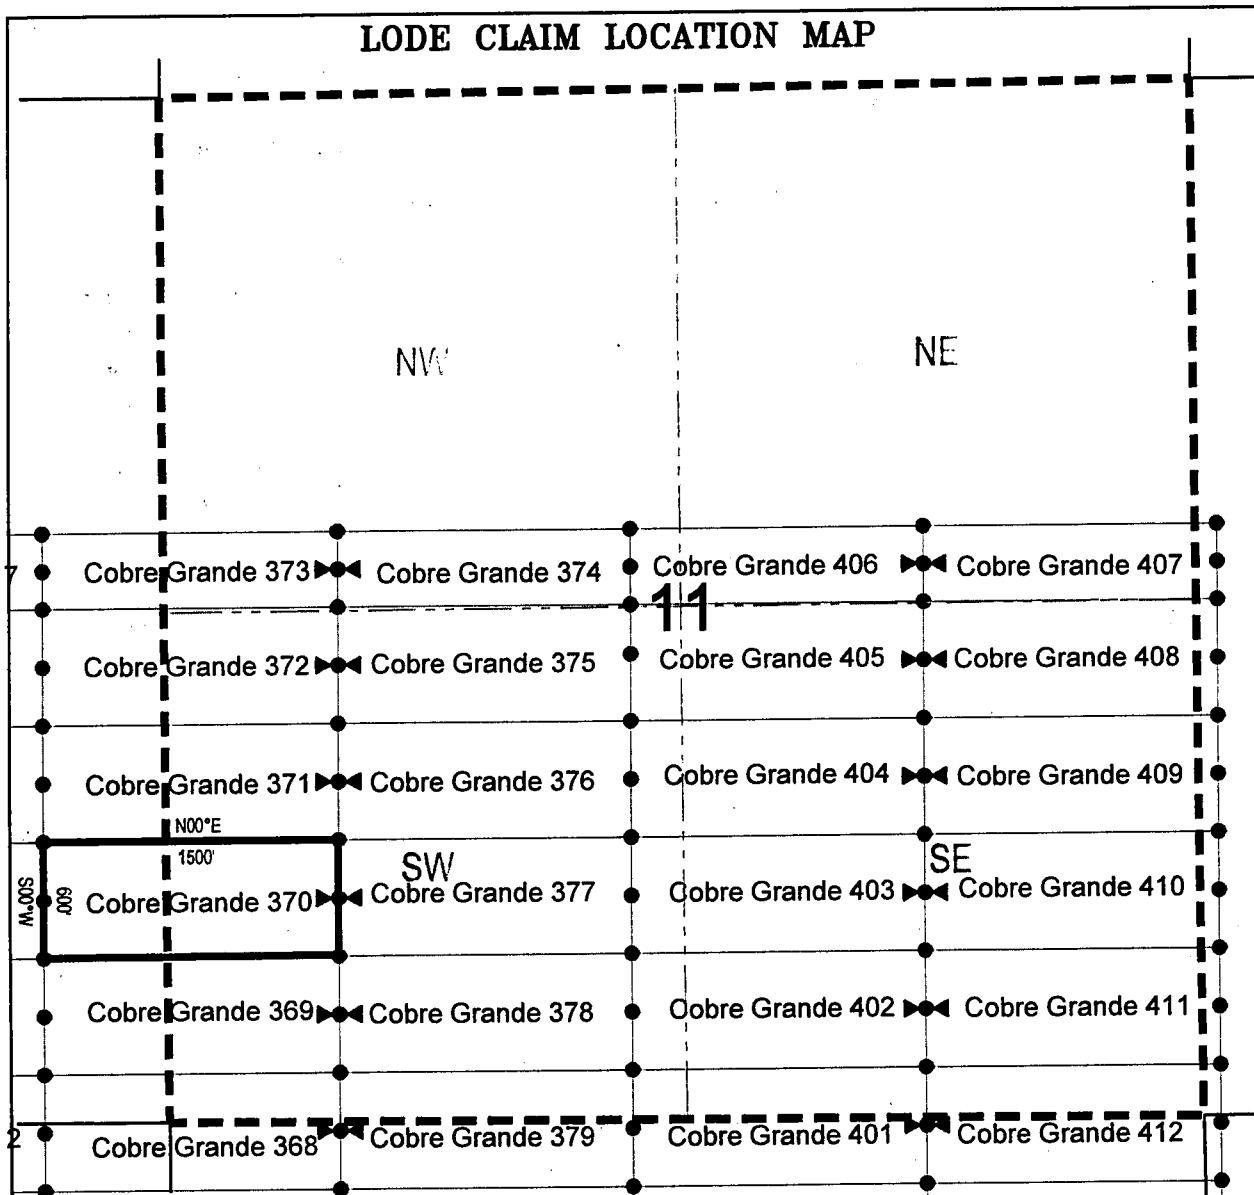 LODE CLAIM LOCATION MAP
NW
NE
7
Cobre Grande 373
Cobre Grande 374
Cobre Grande 406
Cobre Grande 407
11
Cobre Grande 372
Cobre Grande 375
Cobre Grande 405
Cobre Grande 408
Cobre Grande 371
Cobre Grande 376
Cobre Grande 404
Cobre Grande 409
N00°E
1500'
SW
SE
S00°W
600'
Cobre Grande 370
Cobre Grande 377
Cobre Grande 403
Cobre Grande 410
Cobre Grande 369
Cobre Grande 378
Cobre Grande 402
Cobre Grande 411
2
Cobre Grande 368
Cobre Grande 379
Cobre Grande 401
Cobre Grande 412